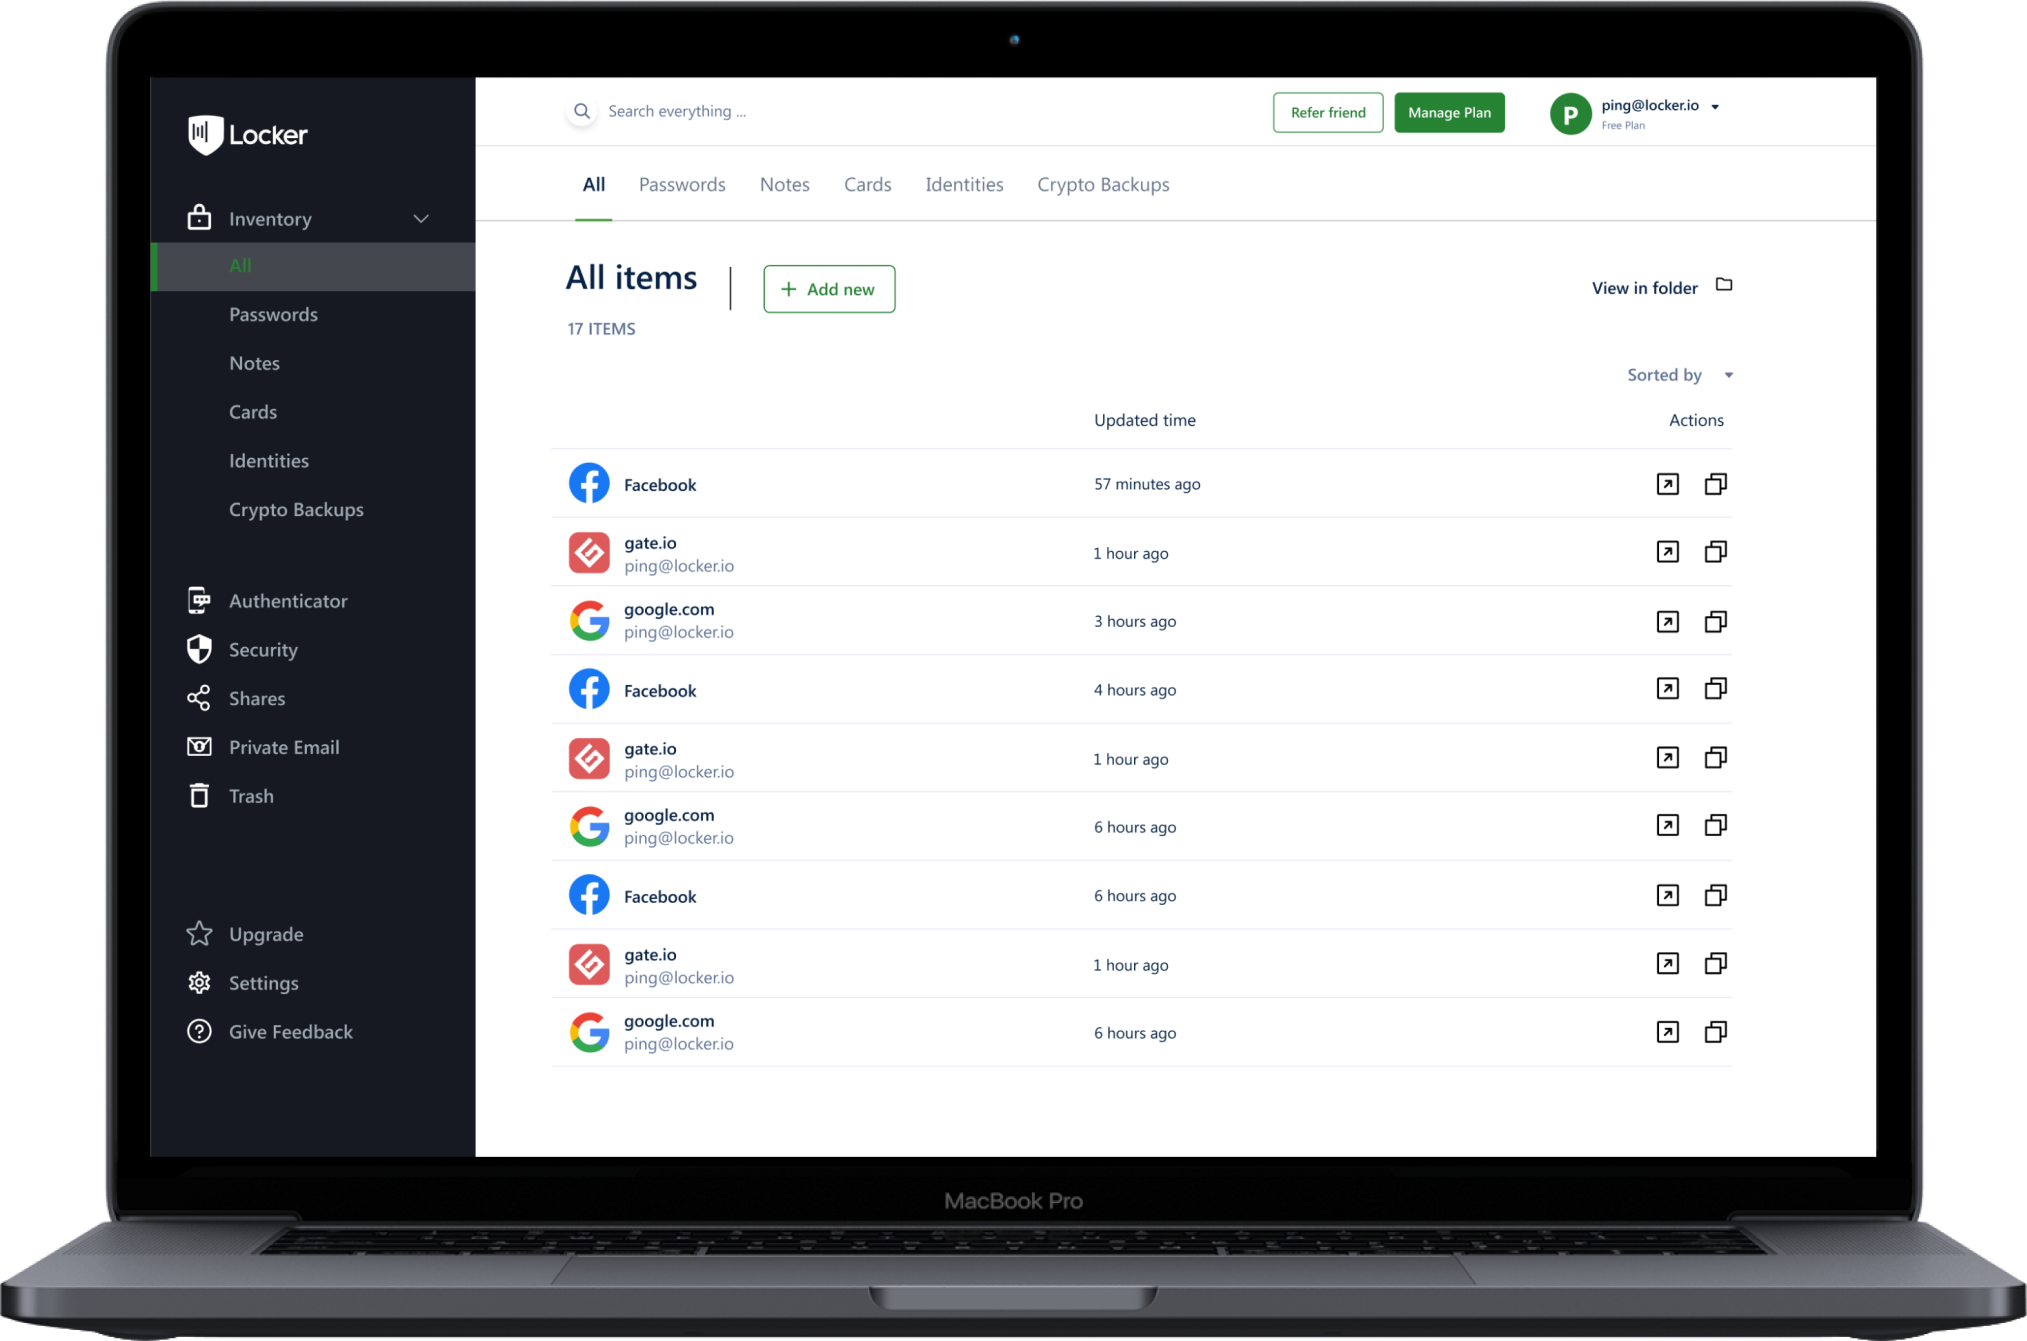 Locker
Inventory
All
Passwords
Notes
Cards
Identities
Crypto Backups
Authenticator
Security
Shares
Private Email
Trash
Upgrade
Settings
Give Feedback
Search everything ...
Refer friend
Manage Plan
P
ping@locker.io
Free Plan
All Passwords Notes Cards Identities Crypto Backups
All items
+ Add new
View in folder
17 ITEMS
Sorted by
Updated time Actions
Facebook 57 minutes ago
gate.io
ping@locker.io
1 hour ago
google.com
ping@locker.io
3 hours ago
Facebook 4 hours ago
gate.io
ping@locker.io
1 hour ago
google.com
ping@locker.io
6 hours ago
Facebook 6 hours ago
gate.io
ping@locker.io
1 hour ago
google.com
ping@locker.io
6 hours ago
MacBook Pro